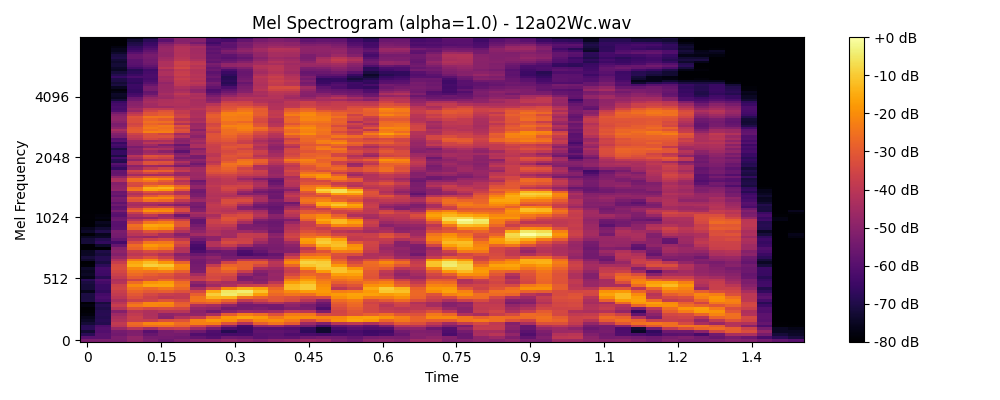 Mel Spectrogram (alpha=1.0) - 12a02Wc.wav
+0 dB
-10 dB
-20 dB
-30 dB
-40 dB
-50 dB
-60 dB
-70 dB
-80 dB
Mel Frequency
4096
2048
1024
512
0
0 0.15 0.3 0.45 0.6 0.75 0.9 1.1 1.2 1.4
Time